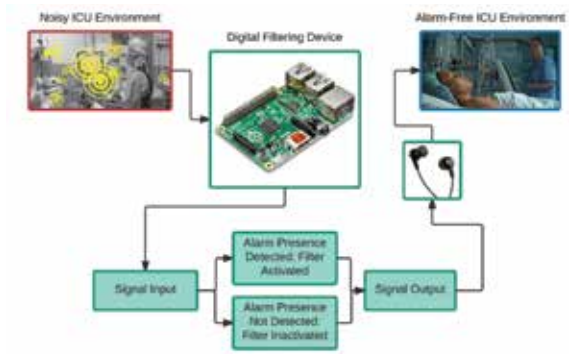 Noisy ICU Environment
Digital Filtering Device
Alarm-Free ICU Environment
Signal Input
Alarm Presence
Detected: Filter
Activated
Alarm Presence
Not Detected:
Filter Inactivated
Signal Output